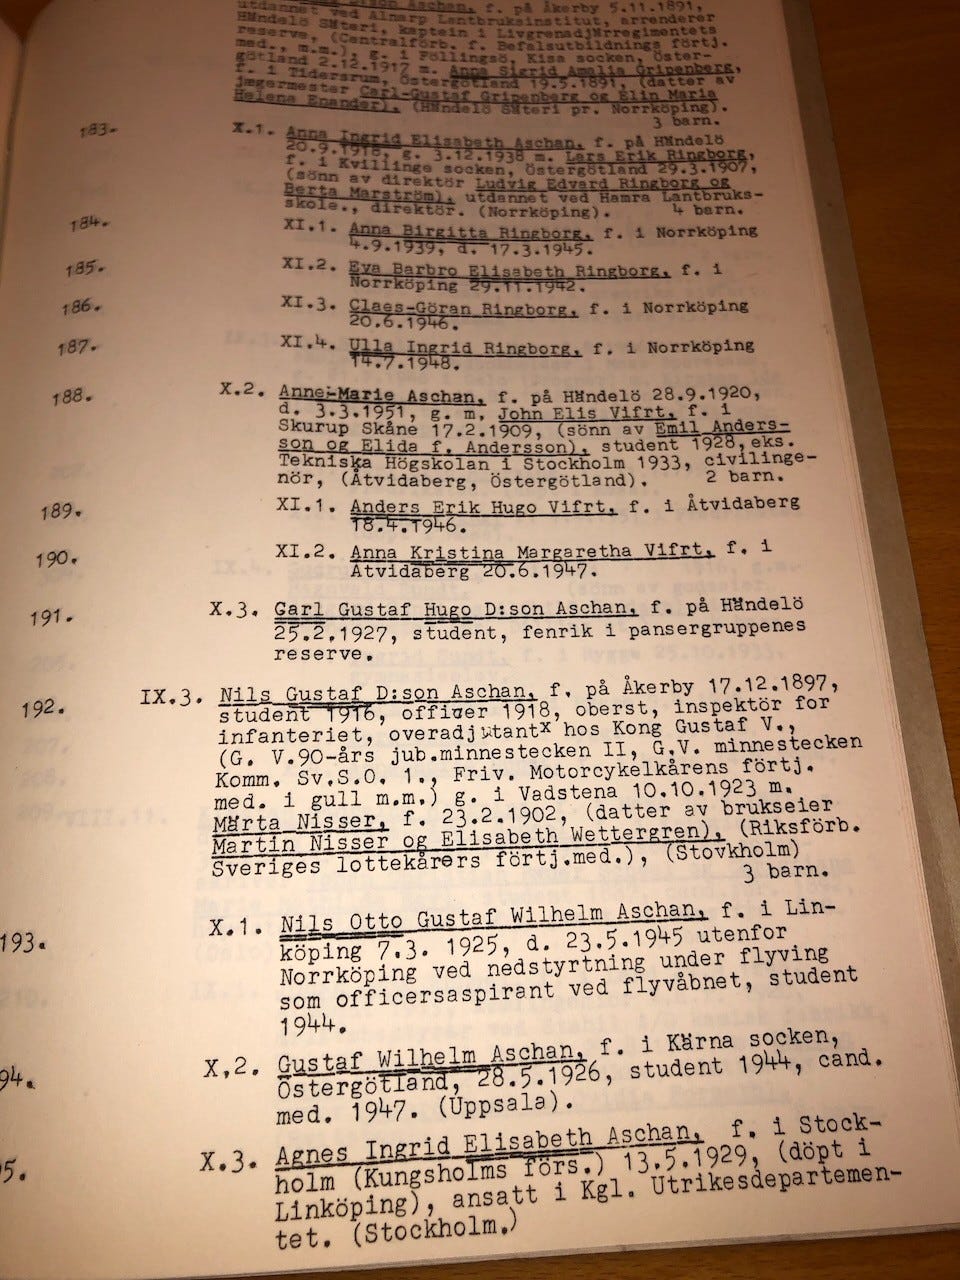 Aschan, f. på Åkerby 5.11.1891,
utdannet ved Alnarp Lantbruksinstitut, arrenderer
Händelö Säteri, kaptein i Livgrenadjärregimentets
reserve, (Centralförb. f. Befalsutbildnings förtj.
med., m.m.), g. i Föllingsö, Kisa socken, Öster-
götland 2.12.1917 m. Anna Sigrid Amalia Gripenberg,
f. i Tidersrum, Östergötland 19.5.1891, (datter av
jægermester Carl-Gustaf Gripenberg og Elin Maria
Helena Enander), (Händelö Säteri pr. Norrköping).
3 barn.
183. X.1. Anna Ingrid Elisabeth Aschan, f. på Händelö
20.9.1918, g. 3.12.1938 m. Lars Erik Ringborg,
f. i Kvillinge socken, Östergötland 29.3.1907,
(sönn av direktör Ludvig Edvard Ringborg og
Berta Marström), utdannet ved Hamra Lantbruks-
skole., direktör. (Norrköping). 4 barn.
184. XI.1. Anna Birgitta Ringborg, f. i Norrköping
4.9.1939, d. 17.3.1945.
185. XI.2. Eva Barbro Elisabeth Ringborg, f. i
Norrköping 29.11.1942.
186. XI.3. Claes-Göran Ringborg, f. i Norrköping
20.6.1946.
187. XI.4. Ulla Ingrid Ringborg, f. i Norrköping
14.7.1948.
188. X.2. Anne-Marie Aschan, f. på Händelö 28.9.1920,
d. 3.3.1951, g. m. John Elis Vifrt, f. i
Skurup Skåne 17.2.1909, (sönn av Emil Anders-
son og Elida f. Andersson), student 1928, eks.
Tekniska Högskolan i Stockholm 1933, civilinge-
nör, (Åtvidaberg, Östergötland). 2 barn.
189. XI.1. Anders Erik Hugo Vifrt, f. i Åtvidaberg
18.4.1946.
190. XI.2. Anna Kristina Margaretha Vifrt, f. i
Åtvidaberg 20.6.1947.
191. X.3. Carl Gustaf Hugo D:son Aschan, f. på Händelö
25.2.1927, student, fenrik i pansergruppenes
reserve.
192. IX.3. Nils Gustaf D:son Aschan, f. på Åkerby 17.12.1897,
student 1916, officer 1918, oberst, inspektör for
infanteriet, overadjutantx hos Kong Gustaf V.,
(G. V.90-års jub.minnestecken II, G.V. minnestecken
Komm. Sv.S.O. 1., Friv. Motorcykelkårens förtj.
med. i gull m.m.) g. i Vadstena 10.10.1923 m.
Märta Nisser, f. 23.2.1902, (datter av brukseier
Martin Nisser og Elisabeth Wettergren), (Riksförb.
Sveriges lottekårers förtj.med.), (Stovkholm)
3 barn.
193. X.1. Nils Otto Gustaf Wilhelm Aschan, f. i Lin-
köping 7.3. 1925, d. 23.5.1945 utenfor
Norrköping ved nedstyrtning under flyving
som officersaspirant ved flyvåbnet, student
1944.
94. X.2. Gustaf Wilhelm Aschan, f. i Kärna socken,
Östergötland, 28.5.1926, student 1944, cand.
med. 1947. (Uppsala).
5. X.3. Agnes Ingrid Elisabeth Aschan, f. i Stock-
holm (Kungsholms förs.) 13.5.1929, (döpt i
Linköping), ansatt i Kgl. Utrikesdepartemen-
tet. (Stockholm.)